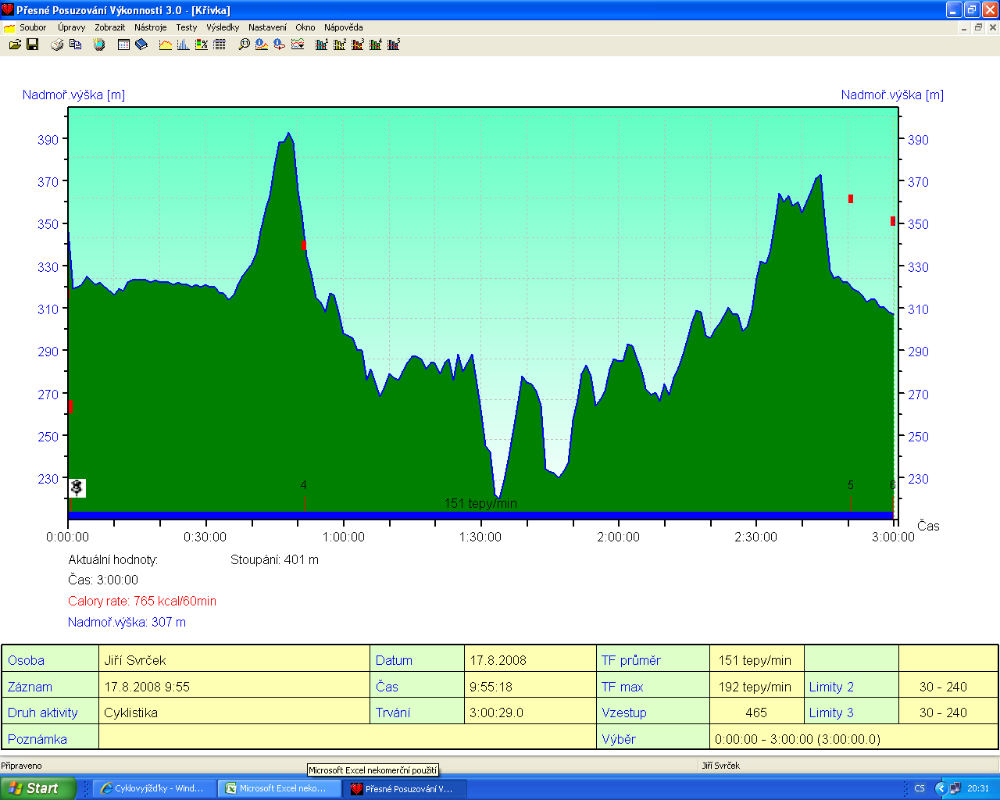 Přesné Posuzování Výkonnosti 3.0 - [Křivka]
Soubor Úpravy Zobrazit Nástroje Testy Výsledky Nastavení Okno Nápověda
Nadmoř.výška [m] Nadmoř.výška [m]
390 390
370 370
350 350
330 330
310 310
290 290
270 270
250 250
230 230
4 5 6
151 tepy/min
0:00:00 0:30:00 1:00:00 1:30:00 2:00:00 2:30:00 3:00:00 Čas
Aktuální hodnoty: Stoupání: 401 m
Čas: 3:00:00
Calory rate: 765 kcal/60min
Nadmoř.výška: 307 m
Osoba Jiří Svrček Datum 17.8.2008 TF průměr 151 tepy/min
Záznam 17.8.2008 9:55 Čas 9:55:18 TF max 192 tepy/min Limity 2 30 - 240
Druh aktivity Cyklistika Trvání 3:00:29.0 Vzestup 465 Limity 3 30 - 240
Poznámka Výběr 0:00:00 - 3:00:00 (3:00:00.0)
Připraveno Jiří Svrček
Microsoft Excel nekomerční použití
Start Cyklovyjížďky - Wind... Microsoft Excel neko... Přesné Posuzování V... CS 20:31